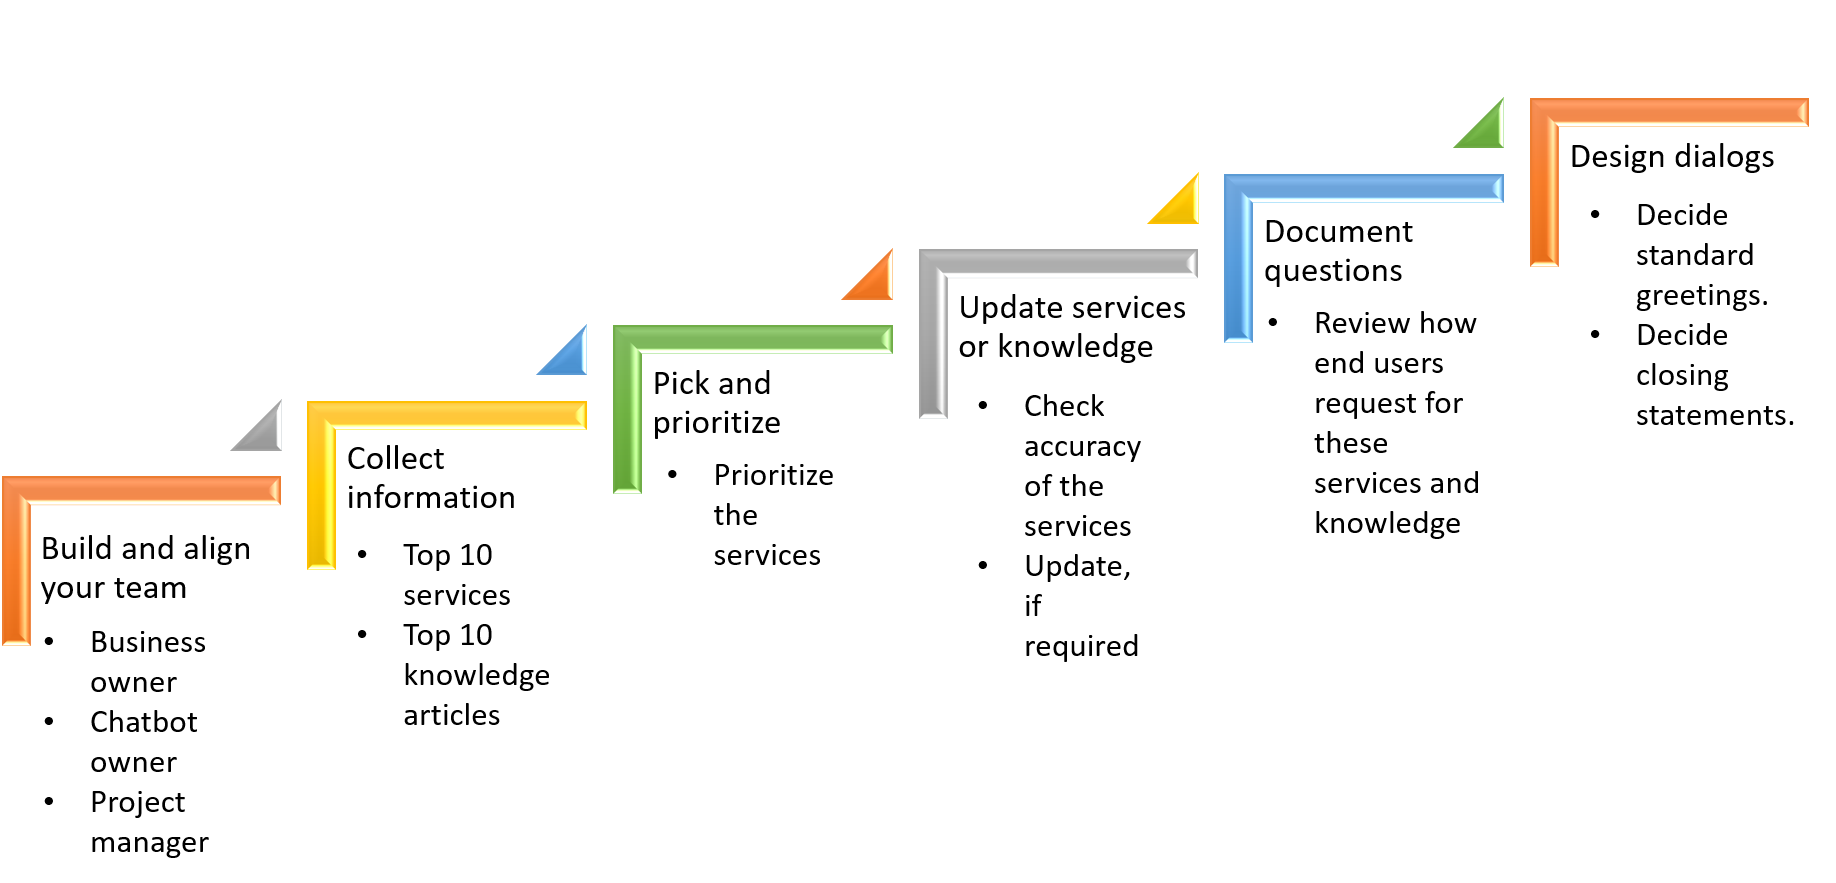 Build and align
your team
• Business
owner
• Chatbot
owner
• Project
manager
Collect
information
• Top 10
services
• Top 10
knowledge
articles
Pick and
prioritize
• Prioritize
the
services
Update services
or knowledge
• Check
accuracy
of the
services
• Update,
if
required
Document
questions
• Review how
end users
request for
these
services and
knowledge
Design dialogs
• Decide
standard
greetings.
• Decide
closing
statements.